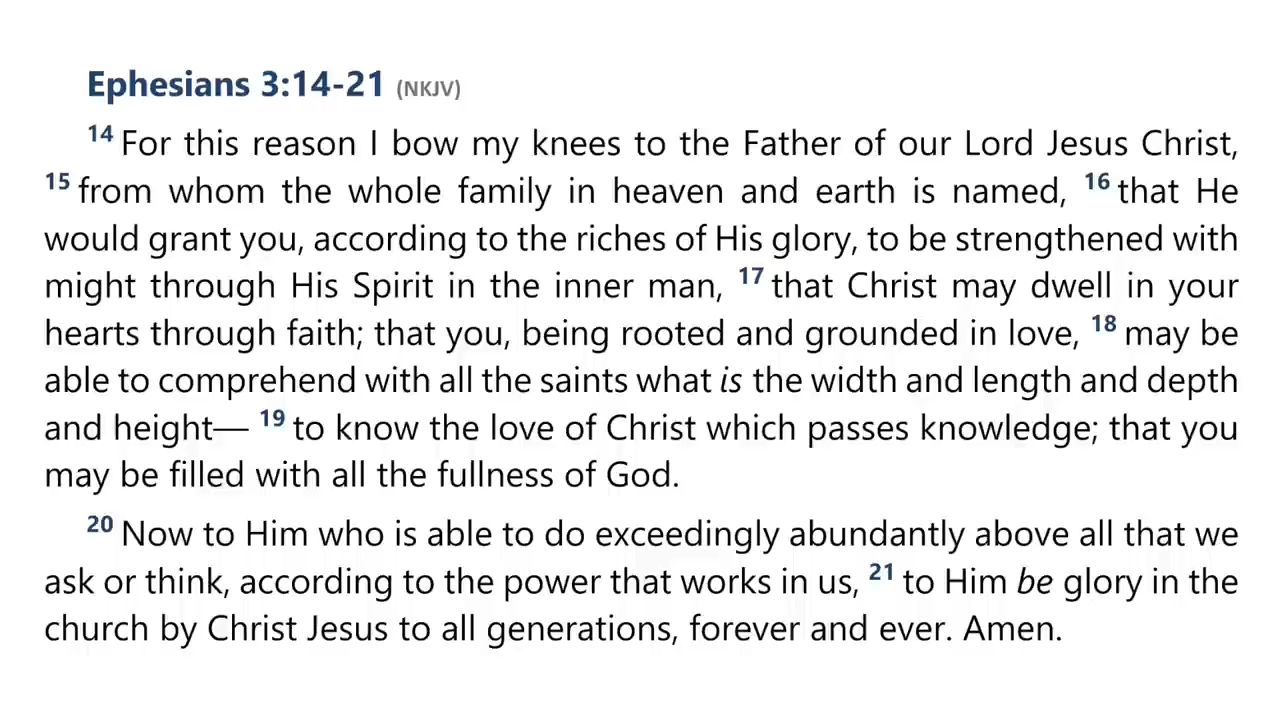 Ephesians 3:14-21 (NKJV)
14 For this reason I bow my knees to the Father of our Lord Jesus Christ,
15 from whom the whole family in heaven and earth is named, 16 that He
would grant you, according to the riches of His glory, to be strengthened with
might through His Spirit in the inner man, 17 that Christ may dwell in your
hearts through faith; that you, being rooted and grounded in love, 18 may be
able to comprehend with all the saints what is the width and length and depth
and height— 19 to know the love of Christ which passes knowledge; that you
may be filled with all the fullness of God.
20 Now to Him who is able to do exceedingly abundantly above all that we
ask or think, according to the power that works in us, 21 to Him be glory in the
church by Christ Jesus to all generations, forever and ever. Amen.